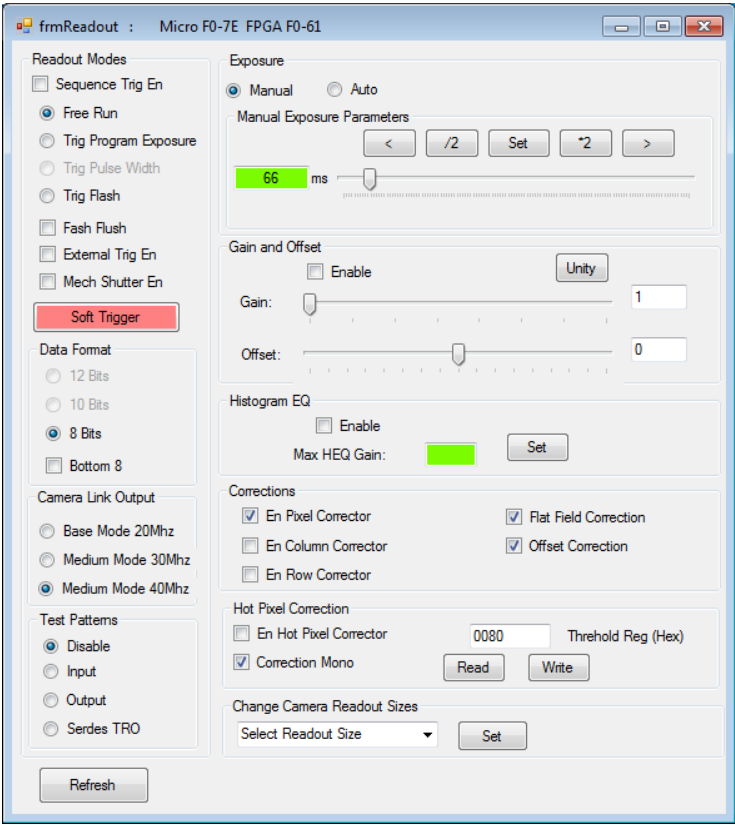 frmReadout : Micro F0-7E FPGA F0-61
Readout Modes
Sequence Trig En
Free Run
Trig Program Exposure
Trig Pulse Width
Trig Flash
Fash Flush
External Trig En
Mech Shutter En
Soft Trigger
Data Format
12 Bits
10 Bits
8 Bits
Bottom 8
Camera Link Output
Base Mode 20Mhz
Medium Mode 30Mhz
Medium Mode 40Mhz
Test Patterns
Disable
Input
Output
Serdes TRO
Refresh
Exposure
Manual Auto
Manual Exposure Parameters
< /2 Set *2 >
66 ms
Gain and Offset
Enable Unity
Gain: 1
Offset: 0
Histogram EQ
Enable
Max HEQ Gain: Set
Corrections
En Pixel Corrector Flat Field Correction
En Column Corrector Offset Correction
En Row Corrector
Hot Pixel Correction
En Hot Pixel Corrector 0080 Threhold Reg (Hex)
Correction Mono Read Write
Change Camera Readout Sizes
Select Readout Size Set